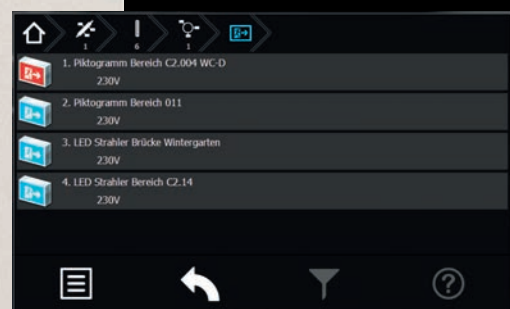 1 6 1
1. Piktogramm Bereich C2.004 WC-D
230V
2. Piktogramm Bereich 011
230V
3. LED Strahler Brücke Wintergarten
230V
4. LED Strahler Bereich C2.14
230V
?